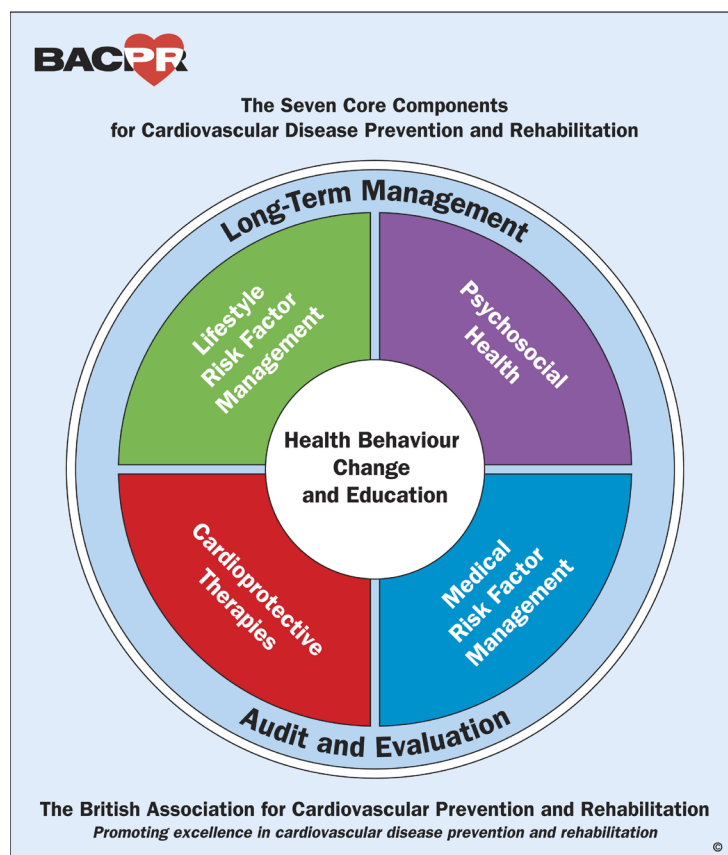 BACPR
The Seven Core Components
for Cardiovascular Disease Prevention and Rehabilitation
Long-Term Management
Lifestyle
Risk Factor
Management
Psychosocial
Health
Health Behaviour
Change
and Education
Cardioprotective
Therapies
Medical
Risk Factor
Management
Audit and Evaluation
The British Association for Cardiovascular Prevention and Rehabilitation
Promoting excellence in cardiovascular disease prevention and rehabilitation
©